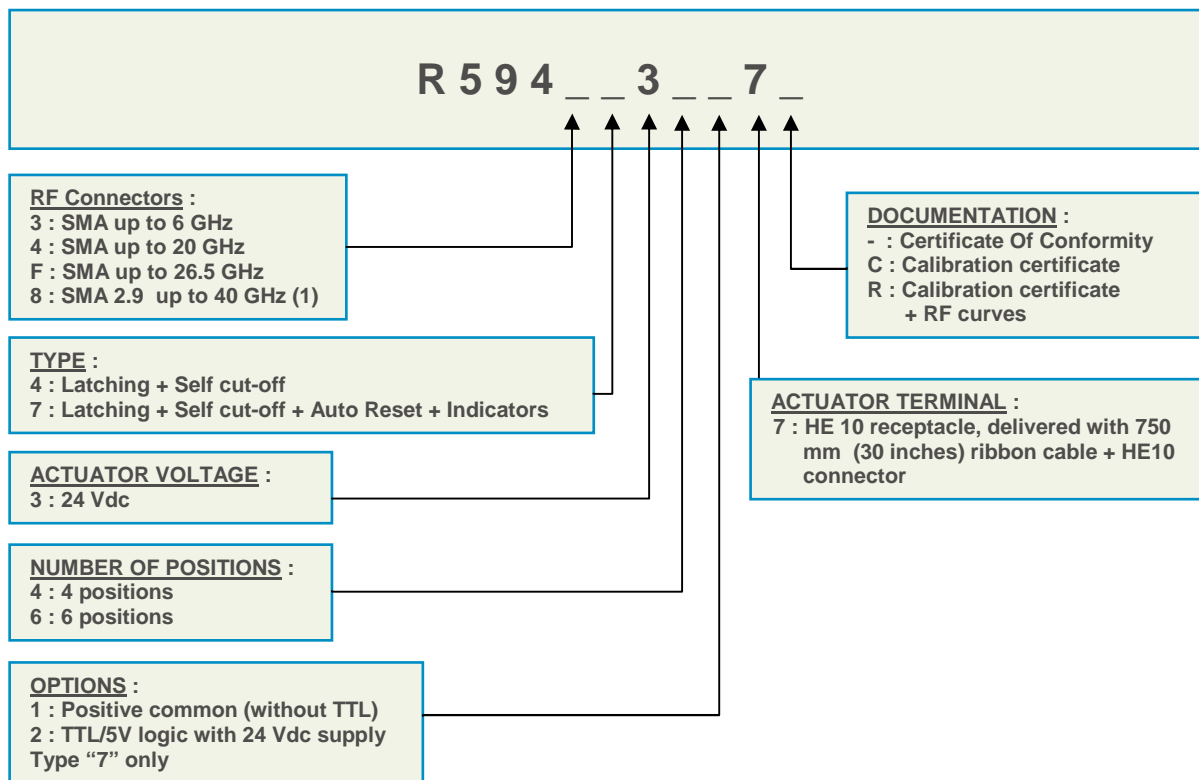 R 5 9 4 _ _ 3 _ _ 7 _
RF Connectors :
3 : SMA up to 6 GHz
4 : SMA up to 20 GHz
F : SMA up to 26.5 GHz
8 : SMA 2.9 up to 40 GHz (1)
TYPE :
4 : Latching + Self cut-off
7 : Latching + Self cut-off + Auto Reset + Indicators
ACTUATOR VOLTAGE :
3 : 24 Vdc
NUMBER OF POSITIONS :
4 : 4 positions
6 : 6 positions
OPTIONS :
1 : Positive common (without TTL)
2 : TTL/5V logic with 24 Vdc supply
Type “7” only
DOCUMENTATION :
- : Certificate Of Conformity
C : Calibration certificate
R : Calibration certificate
+ RF curves
ACTUATOR TERMINAL :
7 : HE 10 receptacle, delivered with 750
mm (30 inches) ribbon cable + HE10
connector